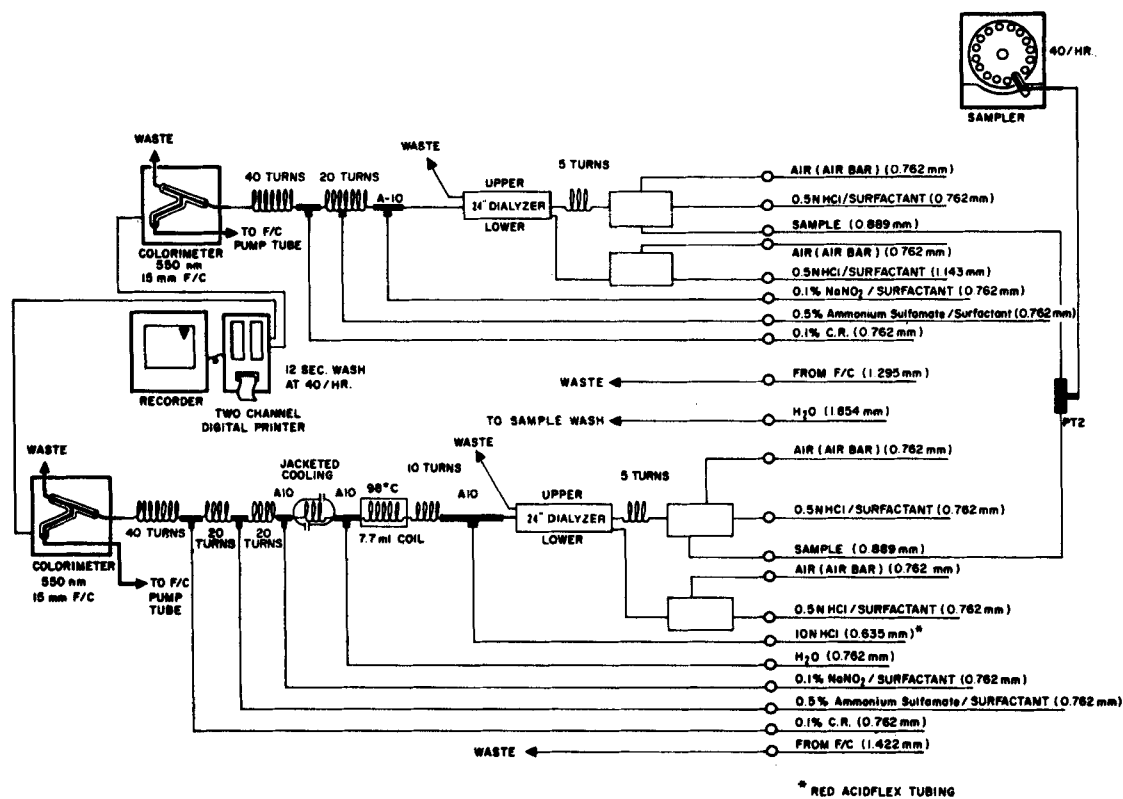 40/HR.
SAMPLER
WASTE
40 TURNS
20 TURNS
A-10
WASTE
UPPER
24" DIALYZER
LOWER
5 TURNS
AIR (AIR BAR) (0.762 mm)
0.5N HCl/SURFACTANT (0.762 mm)
SAMPLE (0.889 mm)
AIR (AIR BAR) (0.762 mm)
0.5N HCl/SURFACTANT (1.143 mm)
0.1% NaNO₂/SURFACTANT (0.762 mm)
0.5% Ammonium Sulfamate/Surfactant (0.762 mm)
0.1% C.R. (0.762 mm)
TO F/C
PUMP TUBE
COLORIMETER
550 nm
15 mm F/C
RECORDER
TWO CHANNEL
DIGITAL PRINTER
12 SEC. WASH
AT 40/HR.
WASTE
FROM F/C (1.295 mm)
TO SAMPLE WASH
H₂O (1.854 mm)
PT2
WASTE
COLORIMETER
550 nm
15 mm F/C
TO F/C
PUMP
TUBE
40 TURNS
20
TURNS
20
TURNS
A10
JACKETED
COOLING
A10
98°C
7.7 ml COIL
10 TURNS
A10
WASTE
UPPER
24" DIALYZER
LOWER
5 TURNS
AIR (AIR BAR) (0.762 mm)
0.5N HCl/SURFACTANT (0.762 mm)
SAMPLE (0.889 mm)
AIR (AIR BAR) (0.762 mm)
0.5N HCl/SURFACTANT (0.762 mm)
10N HCl (0.635 mm)*
H₂O (0.762 mm)
0.1% NaNO₂/SURFACTANT (0.762 mm)
0.5% Ammonium Sulfamate/SURFACTANT (0.762 mm)
0.1% C.R. (0.762 mm)
WASTE
FROM F/C (1.422 mm)
* RED ACIDFLEX TUBING